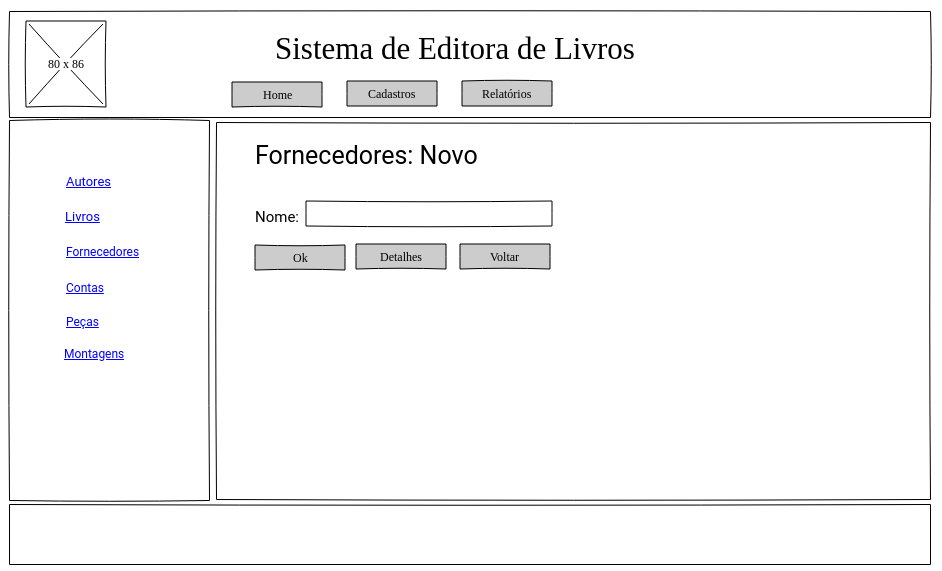 80 x 86
Sistema de Editora de Livros
Home
Cadastros
Relatórios
Autores
Livros
Fornecedores
Contas
Peças
Montagens
Fornecedores: Novo
Nome:
Ok
Detalhes
Voltar